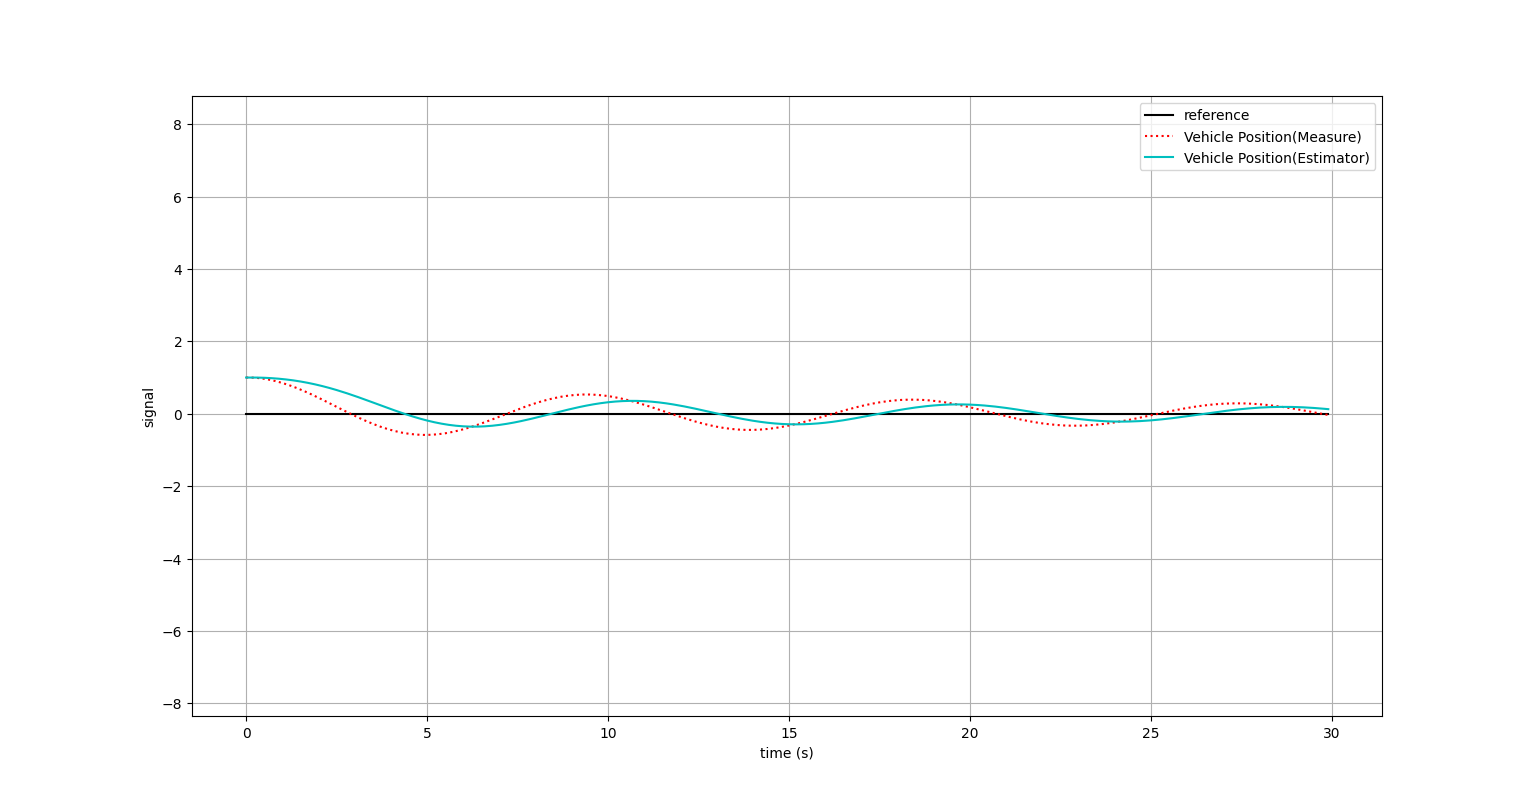 reference
Vehicle Position(Measure)
Vehicle Position(Estimator)
8
6
4
2
0
−2
−4
−6
−8
signal
0 5 10 15 20 25 30
time (s)